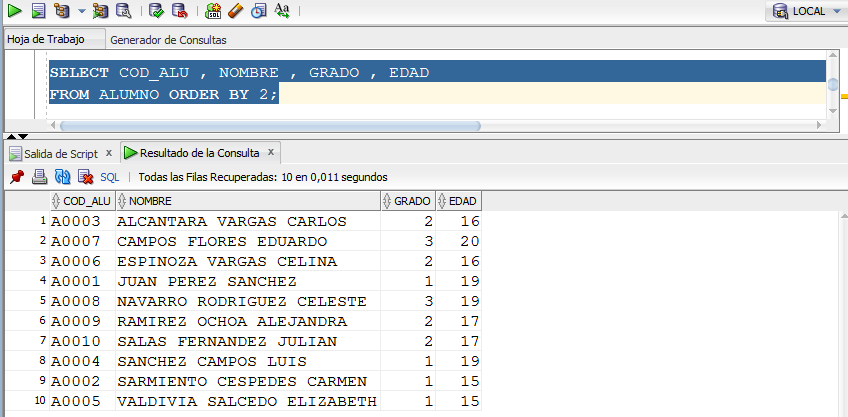 LOCAL
Hoja de Trabajo Generador de Consultas
SELECT COD_ALU , NOMBRE , GRADO , EDAD
FROM ALUMNO ORDER BY 2;
Salida de Script x Resultado de la Consulta x
SQL Todas las Filas Recuperadas: 10 en 0,011 segundos
COD_ALU NOMBRE GRADO EDAD
1 A0003 ALCANTARA VARGAS CARLOS 2 16
2 A0007 CAMPOS FLORES EDUARDO 3 20
3 A0006 ESPINOZA VARGAS CELINA 2 16
4 A0001 JUAN PEREZ SANCHEZ 1 19
5 A0008 NAVARRO RODRIGUEZ CELESTE 3 19
6 A0009 RAMIREZ OCHOA ALEJANDRA 2 17
7 A0010 SALAS FERNANDEZ JULIAN 2 17
8 A0004 SANCHEZ CAMPOS LUIS 1 19
9 A0002 SARMIENTO CESPEDES CARMEN 1 15
10 A0005 VALDIVIA SALCEDO ELIZABETH 1 15